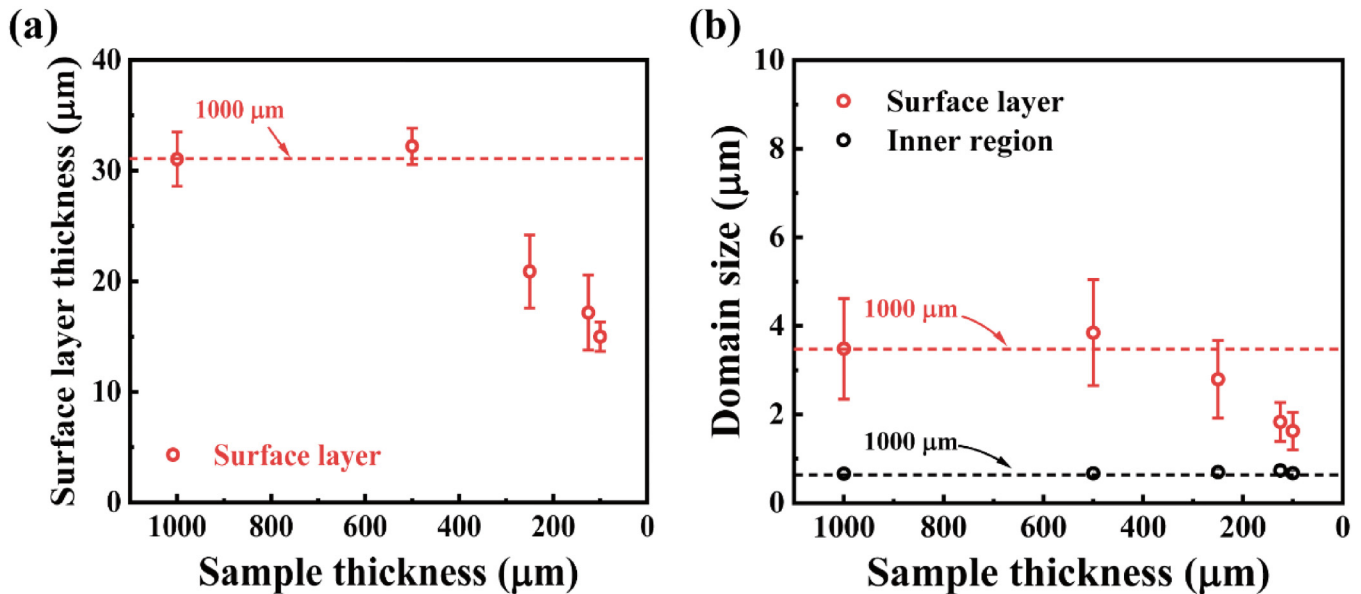 (a)
Surface layer thickness (μm)
40
30
20
10
0
1000 μm
Surface layer
1000
800
600
400
200
0
Sample thickness (μm)
(b)
Domain size (μm)
10
8
6
4
2
0
Surface layer
Inner region
1000 μm
1000 μm
1000
800
600
400
200
0
Sample thickness (μm)